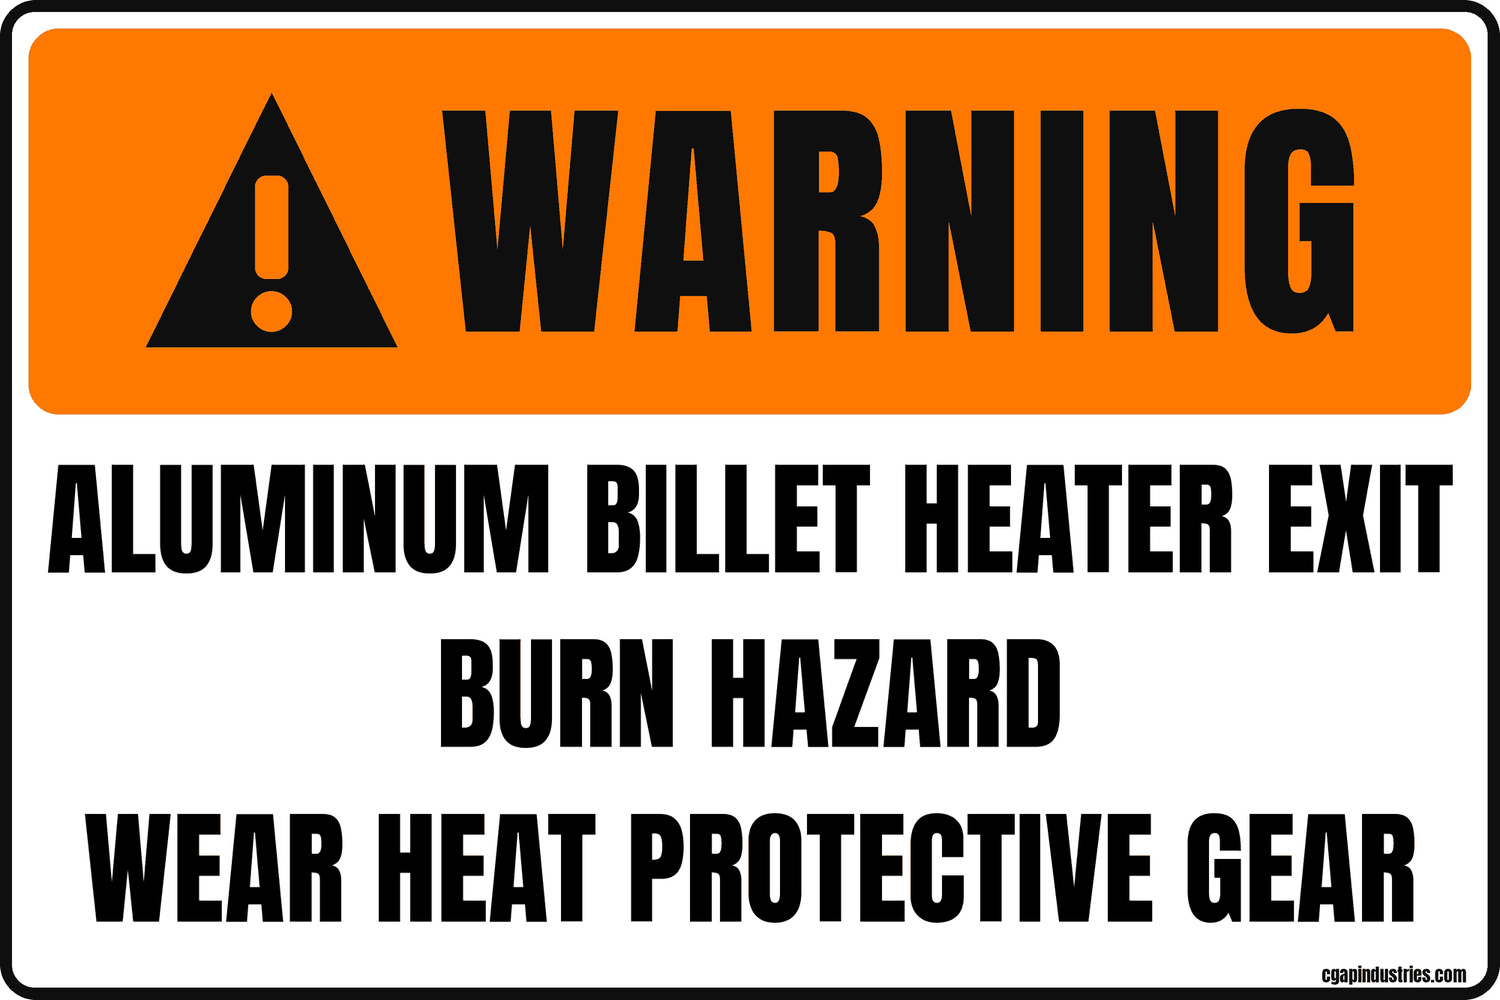 WARNING
ALUMINUM BILLET HEATER EXIT
BURN HAZARD
WEAR HEAT PROTECTIVE GEAR
cgapindustries.com